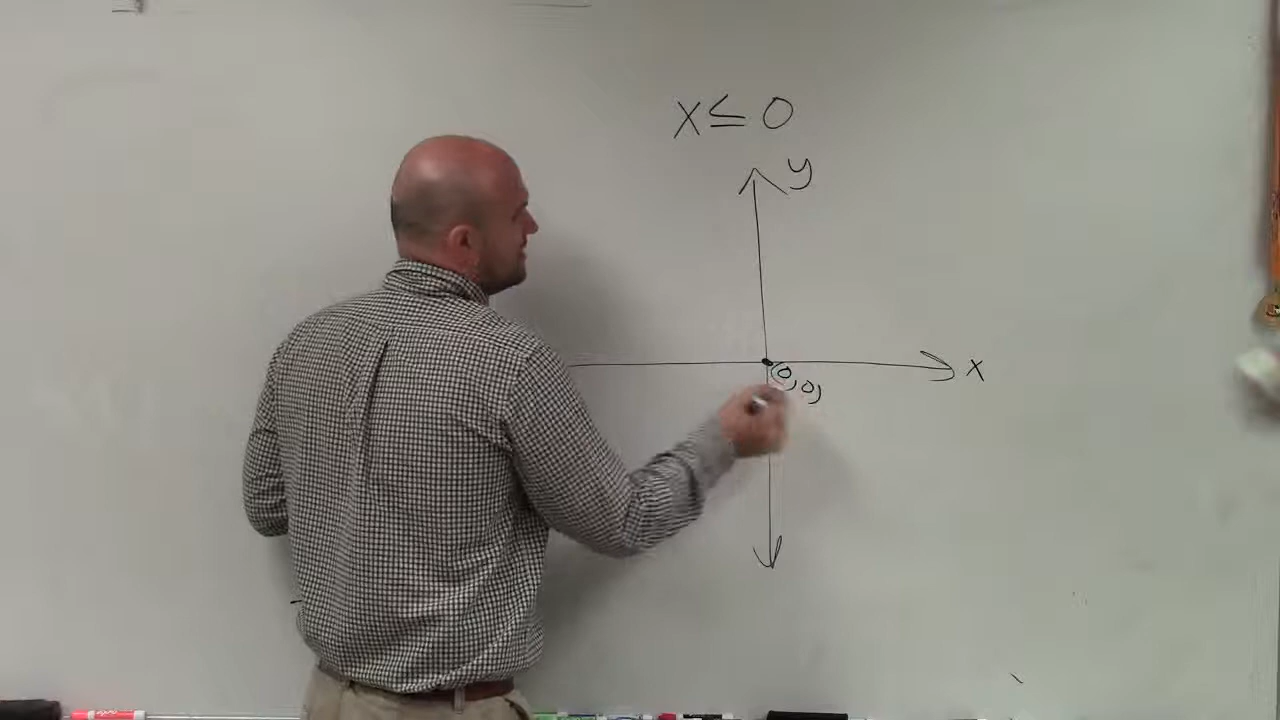 x ≤ 0
y
x
(0,0)